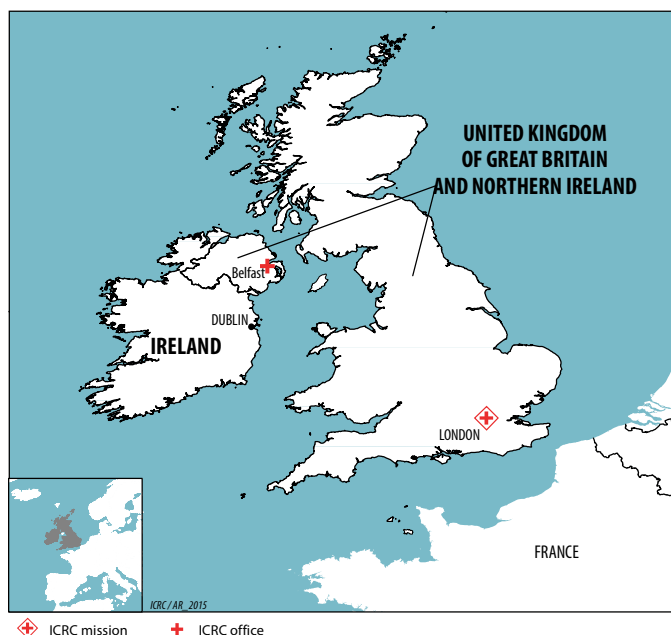 UNITED KINGDOM
OF GREAT BRITAIN
AND NORTHERN IRELAND
Belfast
DUBLIN
IRELAND
LONDON
FRANCE
ICRC / AR_2015
ICRC mission
ICRC office